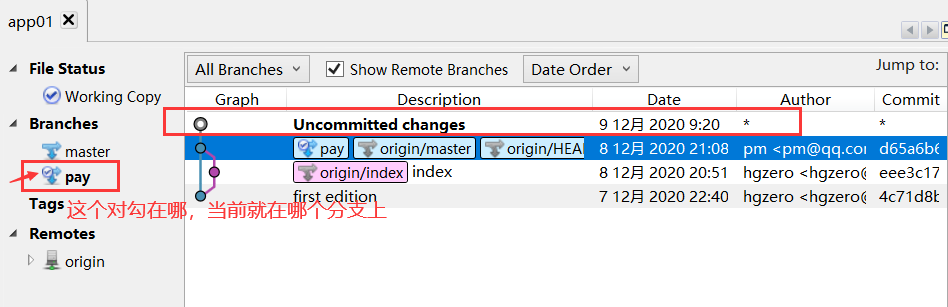 app01
File Status
Working Copy
Branches
master
pay
Tags
这个对勾在哪，当前就在哪个分支上
Remotes
origin
All Branches
Show Remote Branches
Date Order
Jump to:
Graph Description Date Author Commit
Uncommitted changes 9 12月 2020 9:20 * *
pay origin/master origin/HEA 8 12月 2020 21:08 pm <pm@qq.con d65a6b6
origin/index index 8 12月 2020 20:51 hgzero <hgzero@ eee3c17
first edition 7 12月 2020 22:40 hgzero <hgzero@ 4c71d8b